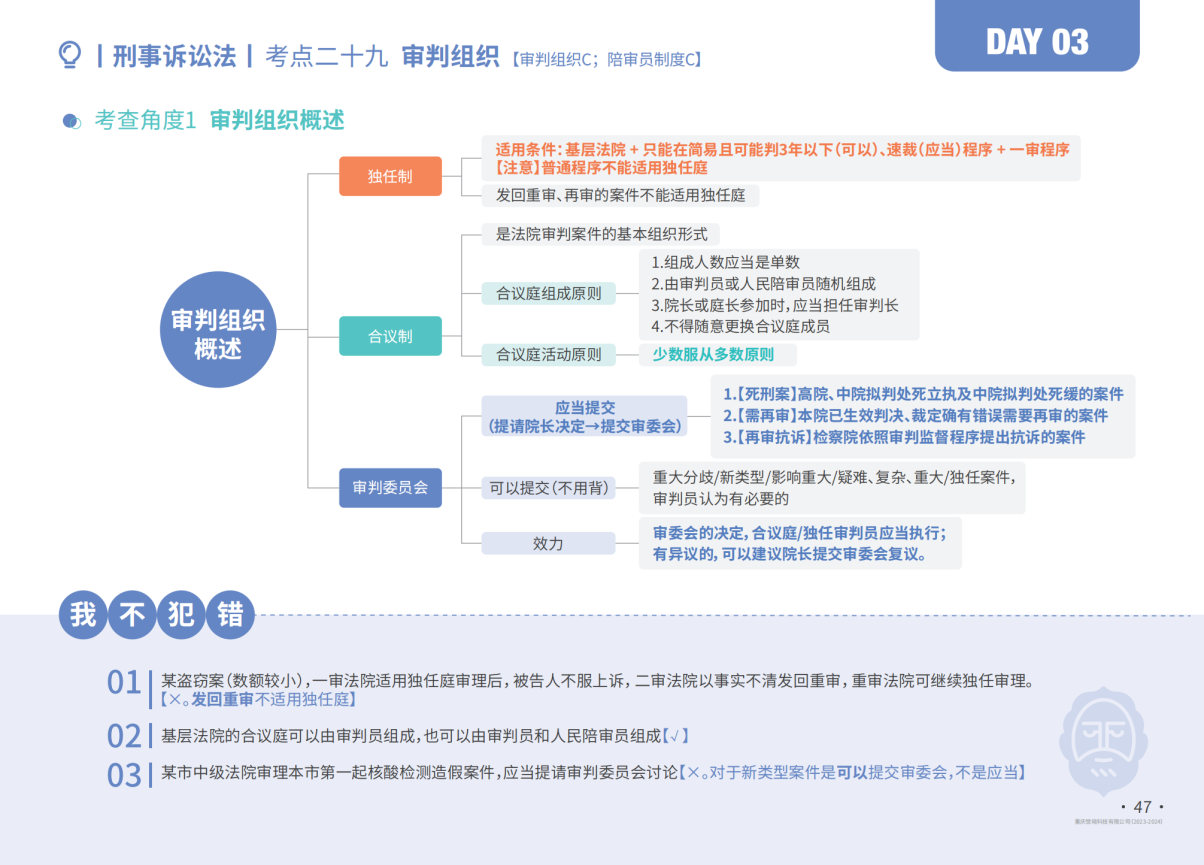 刑事诉讼法 考点二十九 审判组织【审判组织C；陪审员制度C】
DAY 03
考查角度1 审判组织概述
审判组织
概述
独任制
适用条件：基层法院 + 只能在简易且可能判3年以下（可以）、速裁（应当）程序 + 一审程序
【注意】普通程序不能适用独任庭
发回重审、再审的案件不能适用独任庭
合议制
是法院审判案件的基本组织形式
合议庭组成原则
1.组成人数应当是单数
2.由审判员或人民陪审员随机组成
3.院长或庭长参加时，应当担任审判长
4.不得随意更换合议庭成员
合议庭活动原则
少数服从多数原则
审判委员会
应当提交
（提请院长决定→提交审委会）
1.【死刑案】高院、中院拟判处死立执及中院拟判处死缓的案件
2.【需再审】本院已生效判决、裁定确有错误需要再审的案件
3.【再审抗诉】检察院依照审判监督程序提出抗诉的案件
可以提交（不用背）
重大分歧/新类型/影响重大/疑难、复杂、重大/独任案件，
审判员认为有必要的
效力
审委会的决定，合议庭/独任审判员应当执行；
有异议的，可以建议院长提交审委会复议。
我不犯错
01 某盗窃案（数额较小），一审法院适用独任庭审理后，被告人不服上诉，二审法院以事实不清发回重审，重审法院可继续独任审理。
【×。发回重审不适用独任庭】
02 基层法院的合议庭可以由审判员组成，也可以由审判员和人民陪审员组成【√】
03 某市中级法院审理本市第一起核酸检测造假案件，应当提请审判委员会讨论【×。对于新类型案件是可以提交审委会，不是应当】
· 47 ·